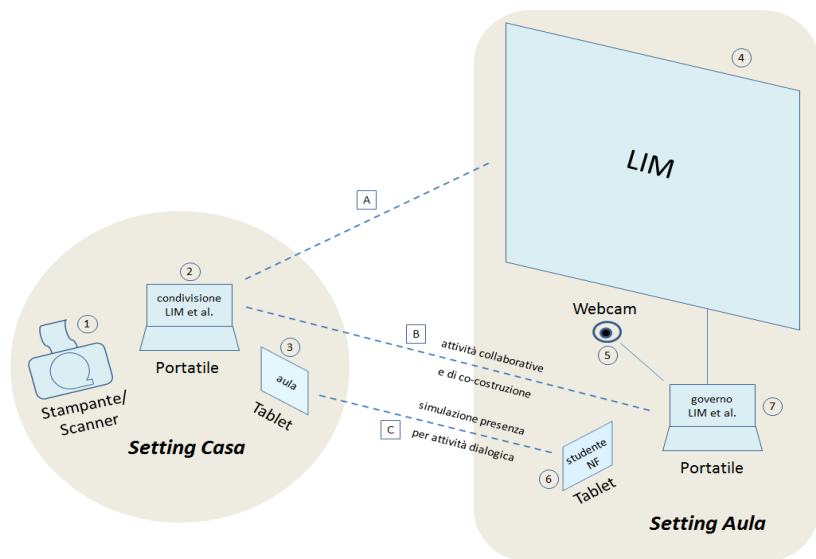 4
LIM
A
2
condivisione
LIM et al.
Portatile
1
Stampante/
Scanner
3
aula
Tablet
Setting Casa
B
attività collaborative
e di co-costruzione
C
simulazione presenza
per attività dialogica
Webcam
5
governo
LIM et al.
7
Portatile
studente
NF
6
Tablet
Setting Aula